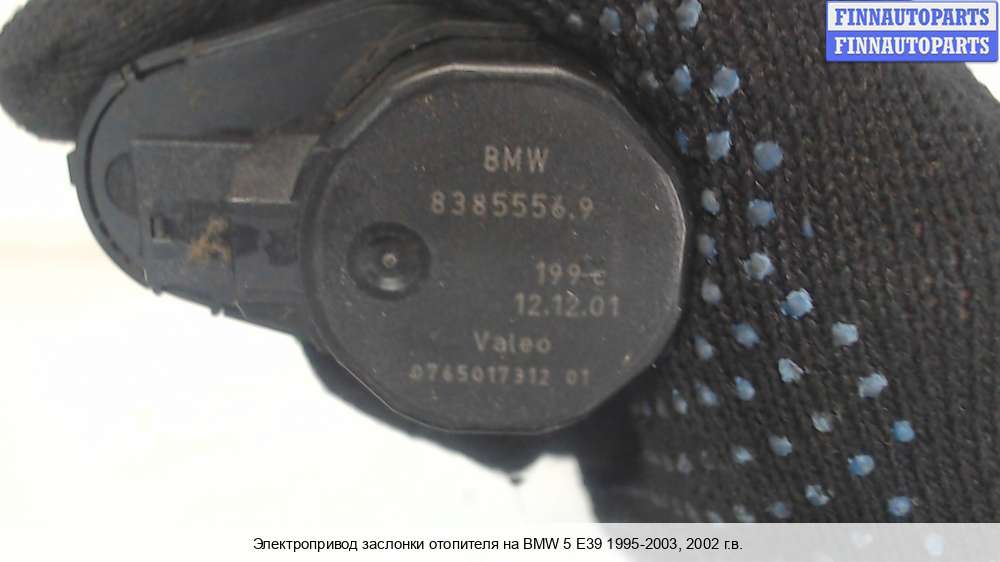 FINNAUTOPARTS
FINNAUTOPARTS
BMW
8385556.9
199-c
12.12.01
Valeo
0765017312 01
Электропривод заслонки отопителя на BMW 5 E39 1995-2003, 2002 г.в.